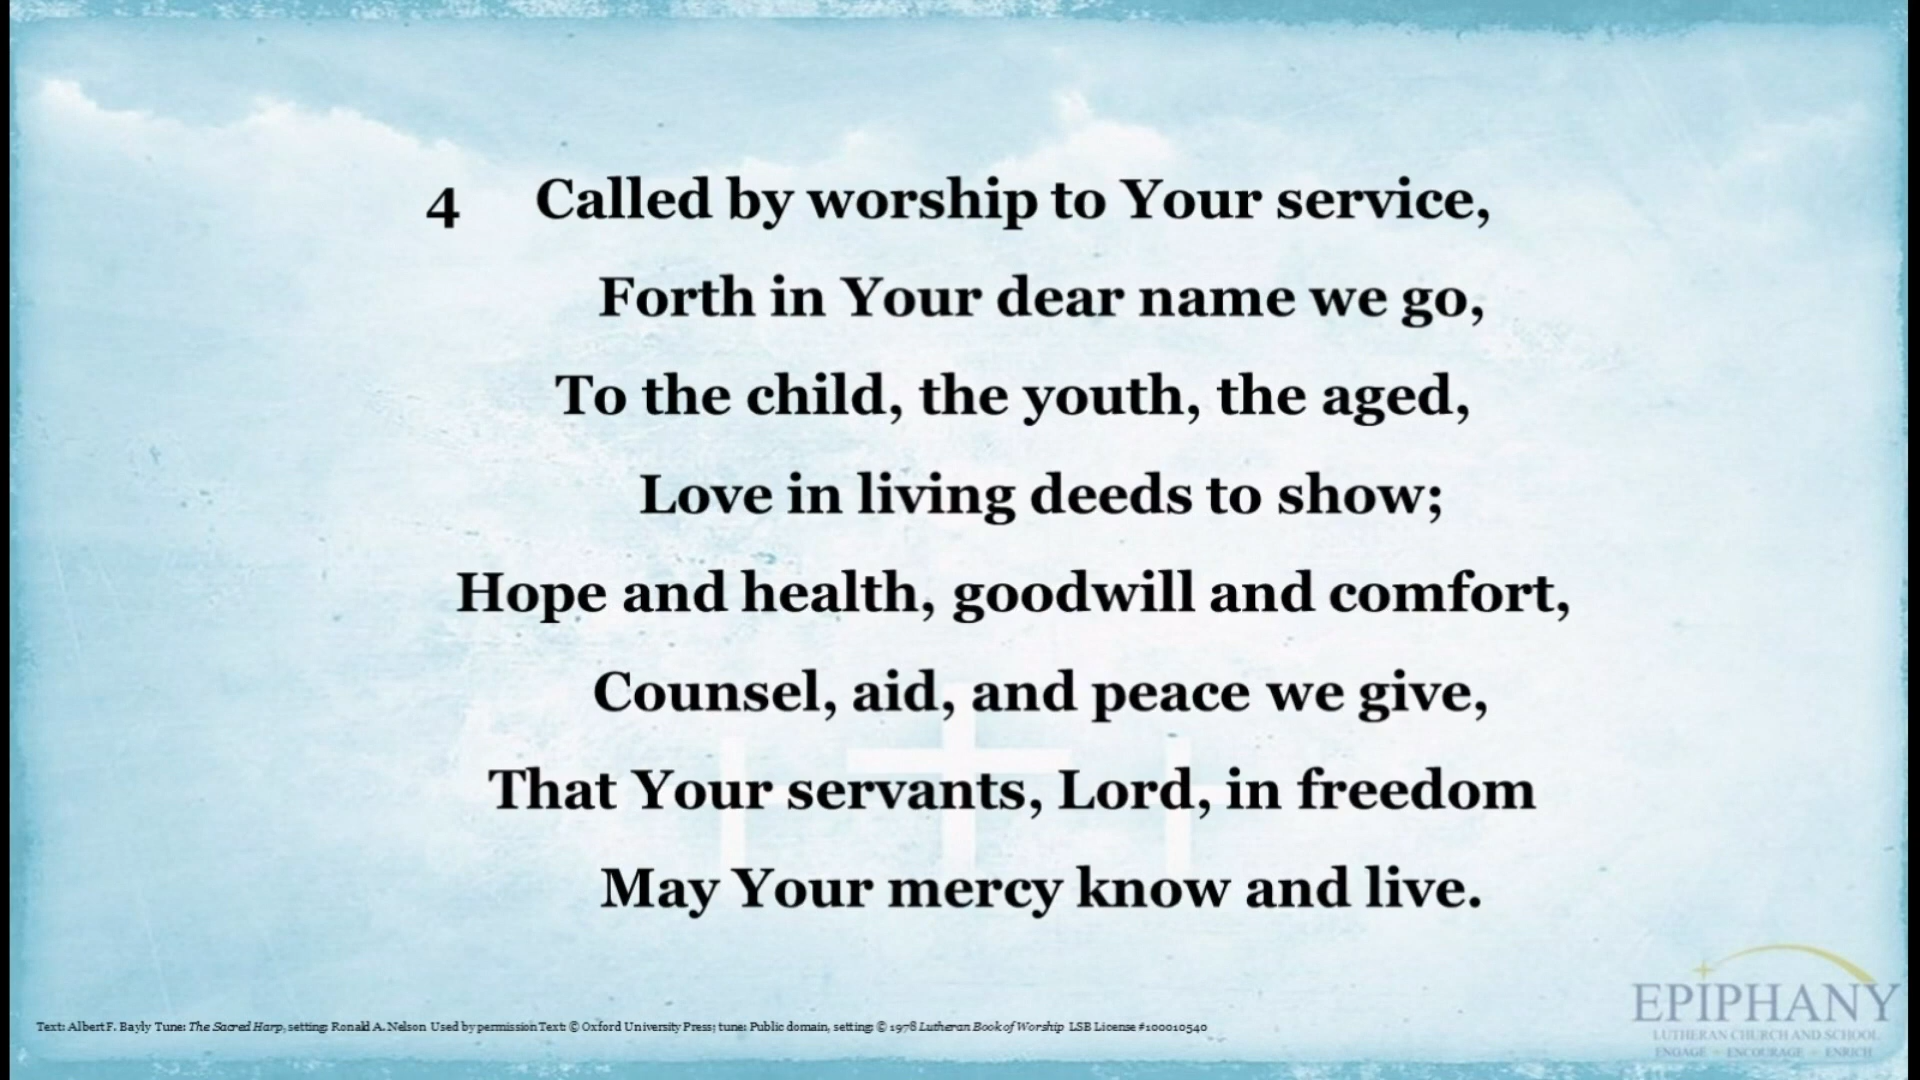 4 Called by worship to Your service,
Forth in Your dear name we go,
To the child, the youth, the aged,
Love in living deeds to show;
Hope and health, goodwill and comfort,
Counsel, aid, and peace we give,
That Your servants, Lord, in freedom
May Your mercy know and live.
EPIPHANY
LUTHERAN CHURCH AND SCHOOL
ENGAGE + ENCOURAGE + ENRICH
Text: Albert F. Bayly Tune: The Sacred Harp, setting: Ronald A. Nelson Used by permission Text: © Oxford University Press; tune: Public domain, setting: © 1978 Lutheran Book of Worship LSB License #100010540